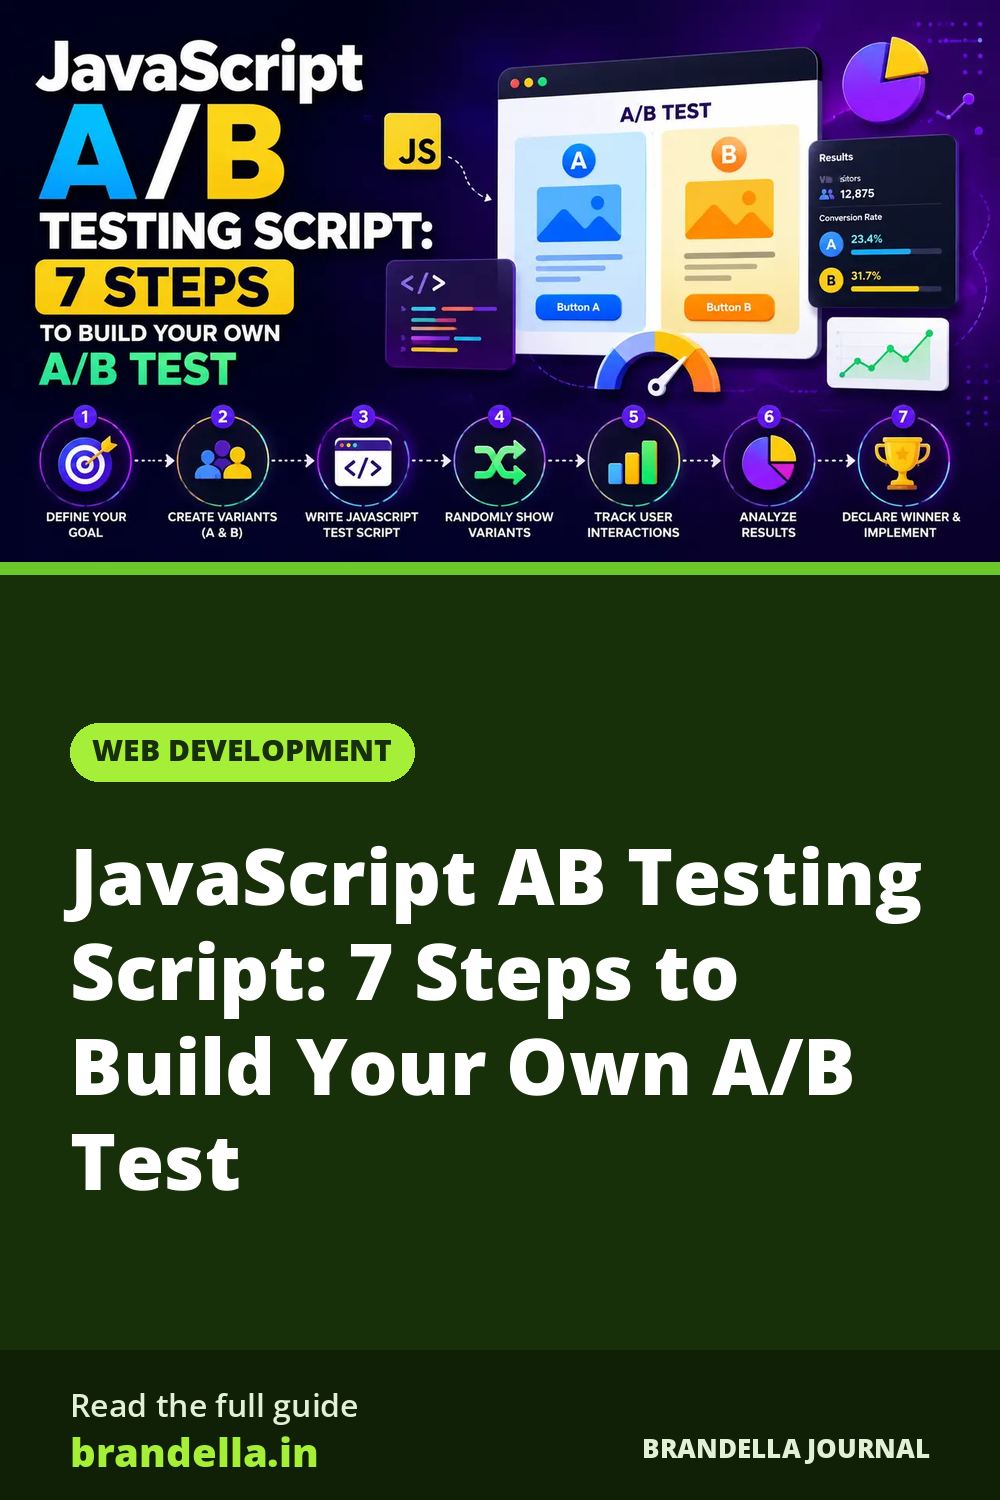 JavaScript
A/B
TESTING SCRIPT:
7 STEPS
TO BUILD YOUR OWN
A/B TEST
JS
</>
A/B TEST
A
B
Button A
Button B
Results
12,875
Conversion Rate
A 23.4%
B 31.7%
1
2
3
4
5
6
7
</>
DEFINE YOUR
GOAL
CREATE VARIANTS
(A & B)
WRITE JAVASCRIPT
TEST SCRIPT
RANDOMLY SHOW
VARIANTS
TRACK USER
INTERACTIONS
ANALYZE
RESULTS
DECLARE WINNER &
IMPLEMENT
WEB DEVELOPMENT
JavaScript AB Testing
Script: 7 Steps to
Build Your Own A/B
Test
Read the full guide
brandella.in
BRANDELLA JOURNAL